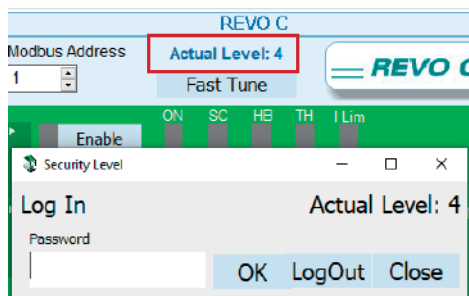 REVO C
Modbus Address
Actual Level: 4
1
Fast Tune
REVO C
ON SC HB TH I Lim
Enable
Security Level
Log In
Actual Level: 4
Password
OK LogOut Close